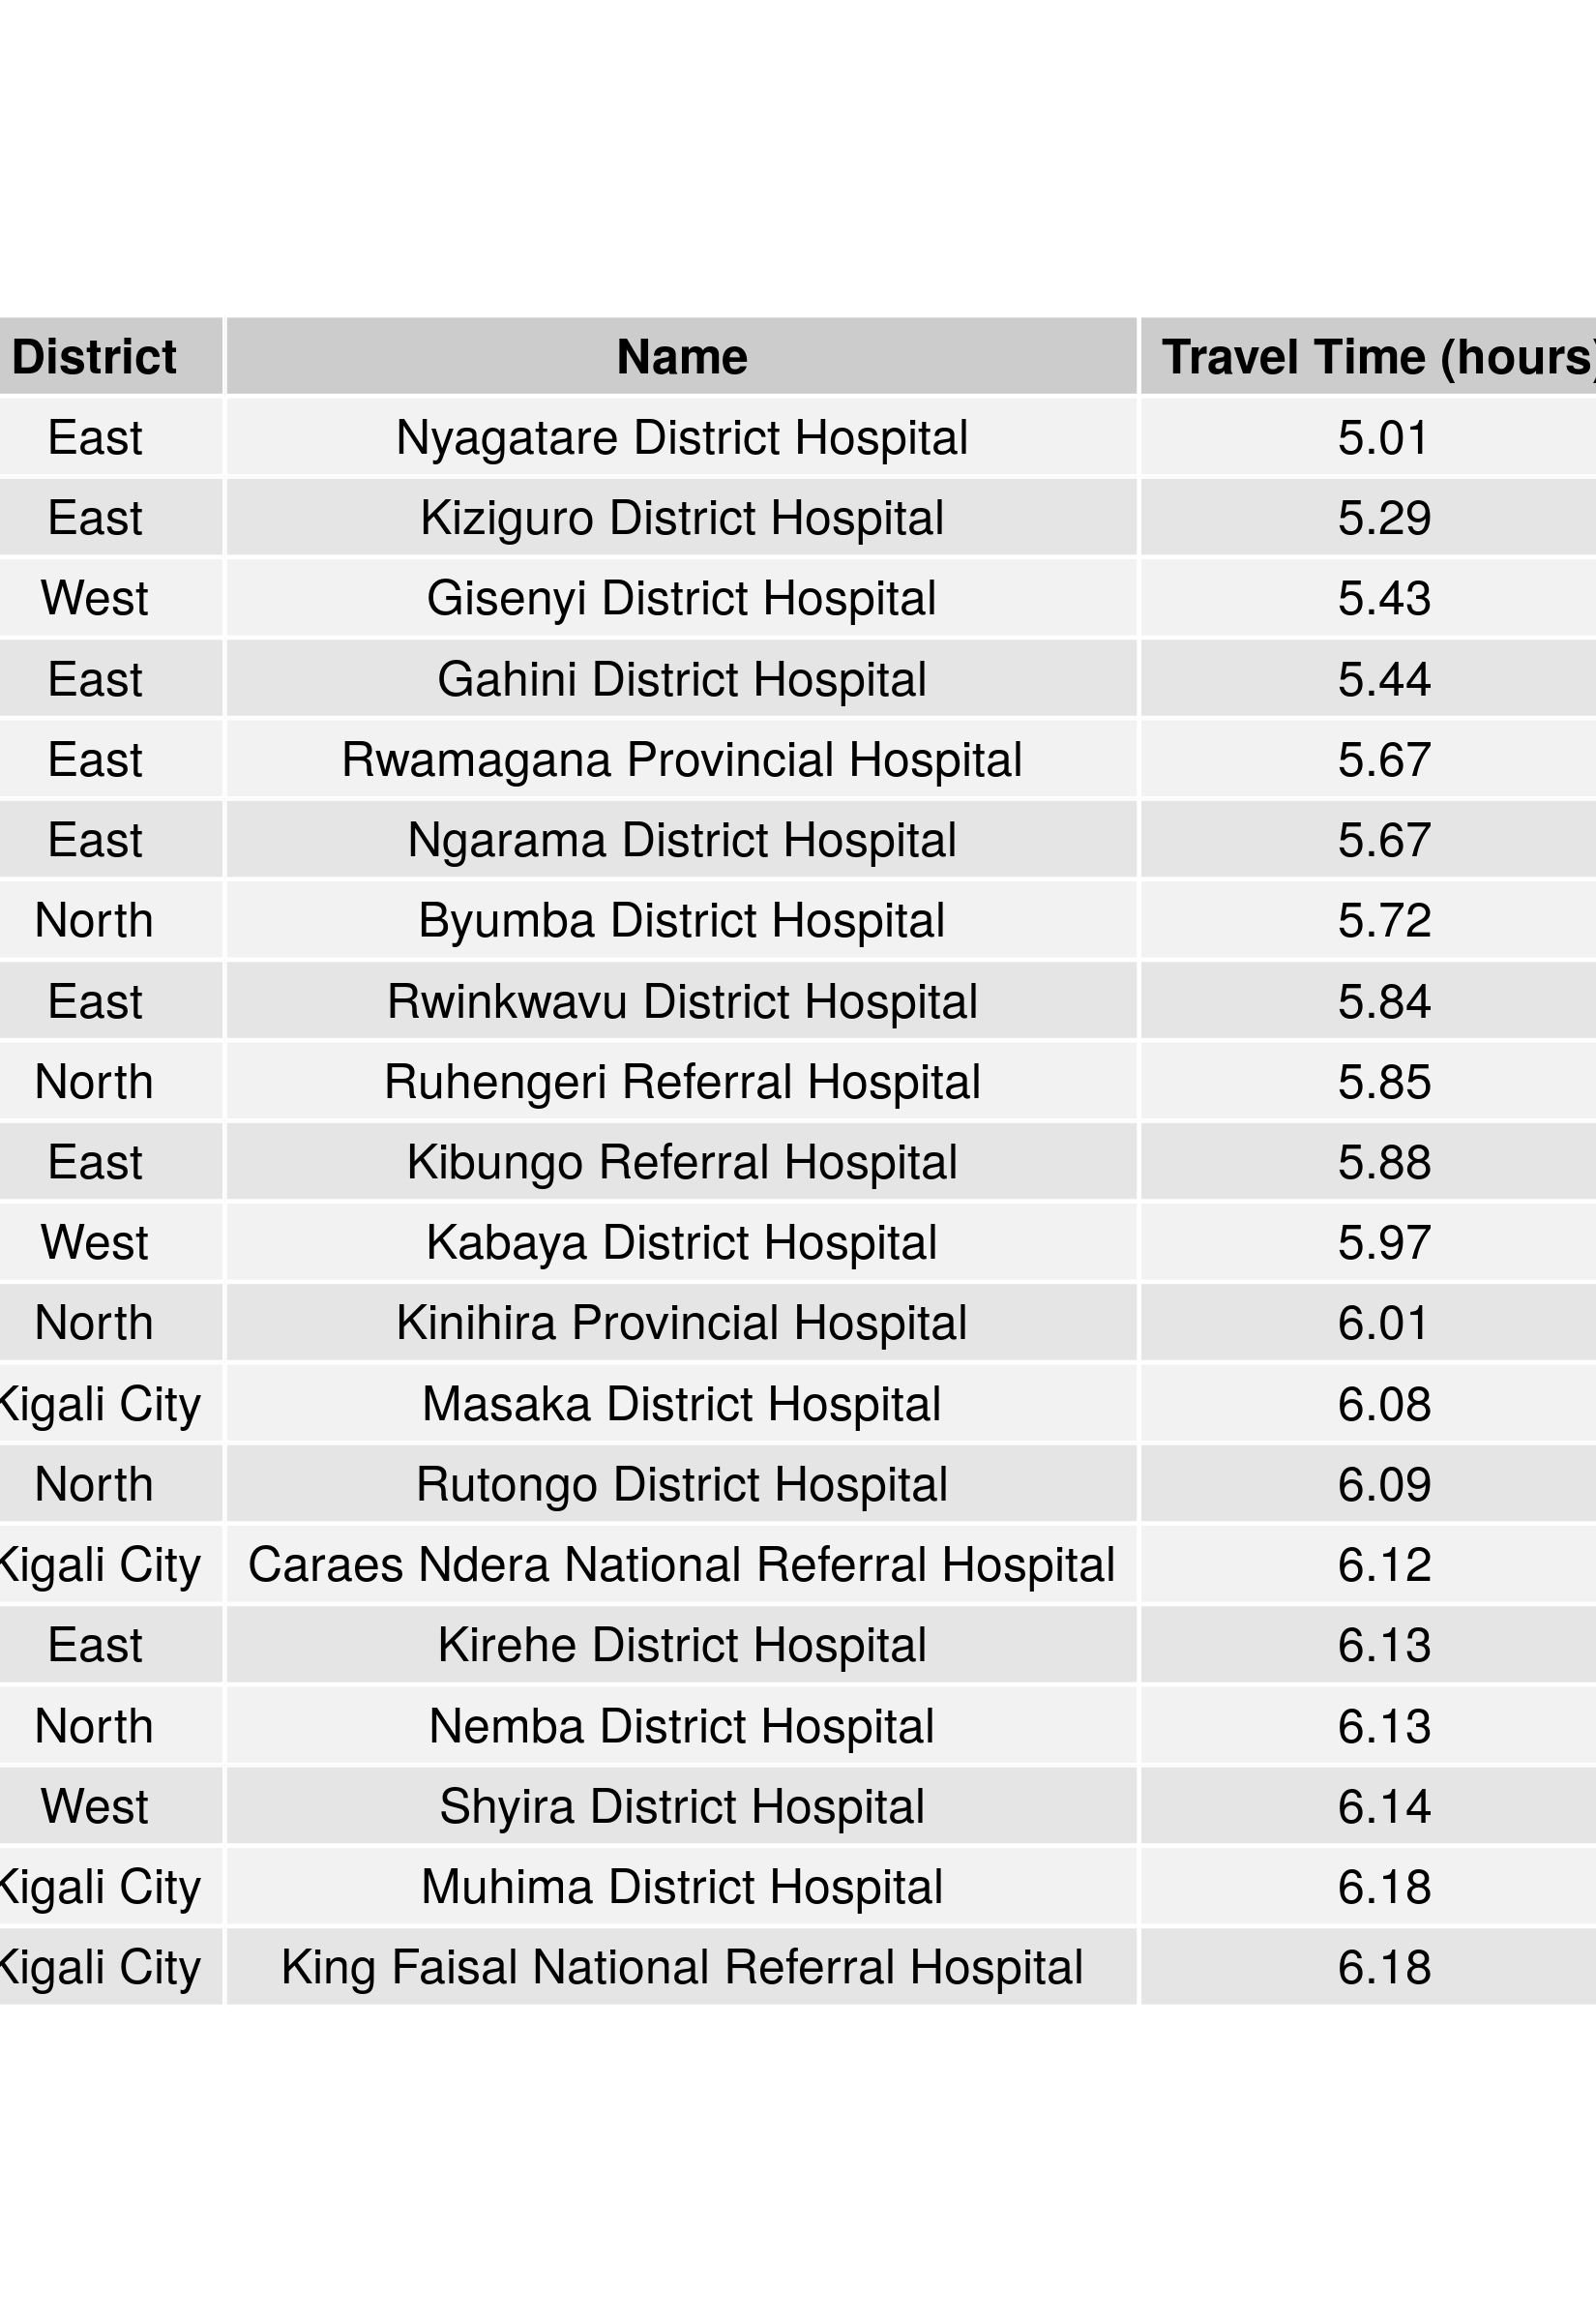 District Name Travel Time (hours)
East Nyagatare District Hospital 5.01
East Kiziguro District Hospital 5.29
West Gisenyi District Hospital 5.43
East Gahini District Hospital 5.44
East Rwamagana Provincial Hospital 5.67
East Ngarama District Hospital 5.67
North Byumba District Hospital 5.72
East Rwinkwavu District Hospital 5.84
North Ruhengeri Referral Hospital 5.85
East Kibungo Referral Hospital 5.88
West Kabaya District Hospital 5.97
North Kinihira Provincial Hospital 6.01
Kigali City Masaka District Hospital 6.08
North Rutongo District Hospital 6.09
Kigali City Caraes Ndera National Referral Hospital 6.12
East Kirehe District Hospital 6.13
North Nemba District Hospital 6.13
West Shyira District Hospital 6.14
Kigali City Muhima District Hospital 6.18
Kigali City King Faisal National Referral Hospital 6.18